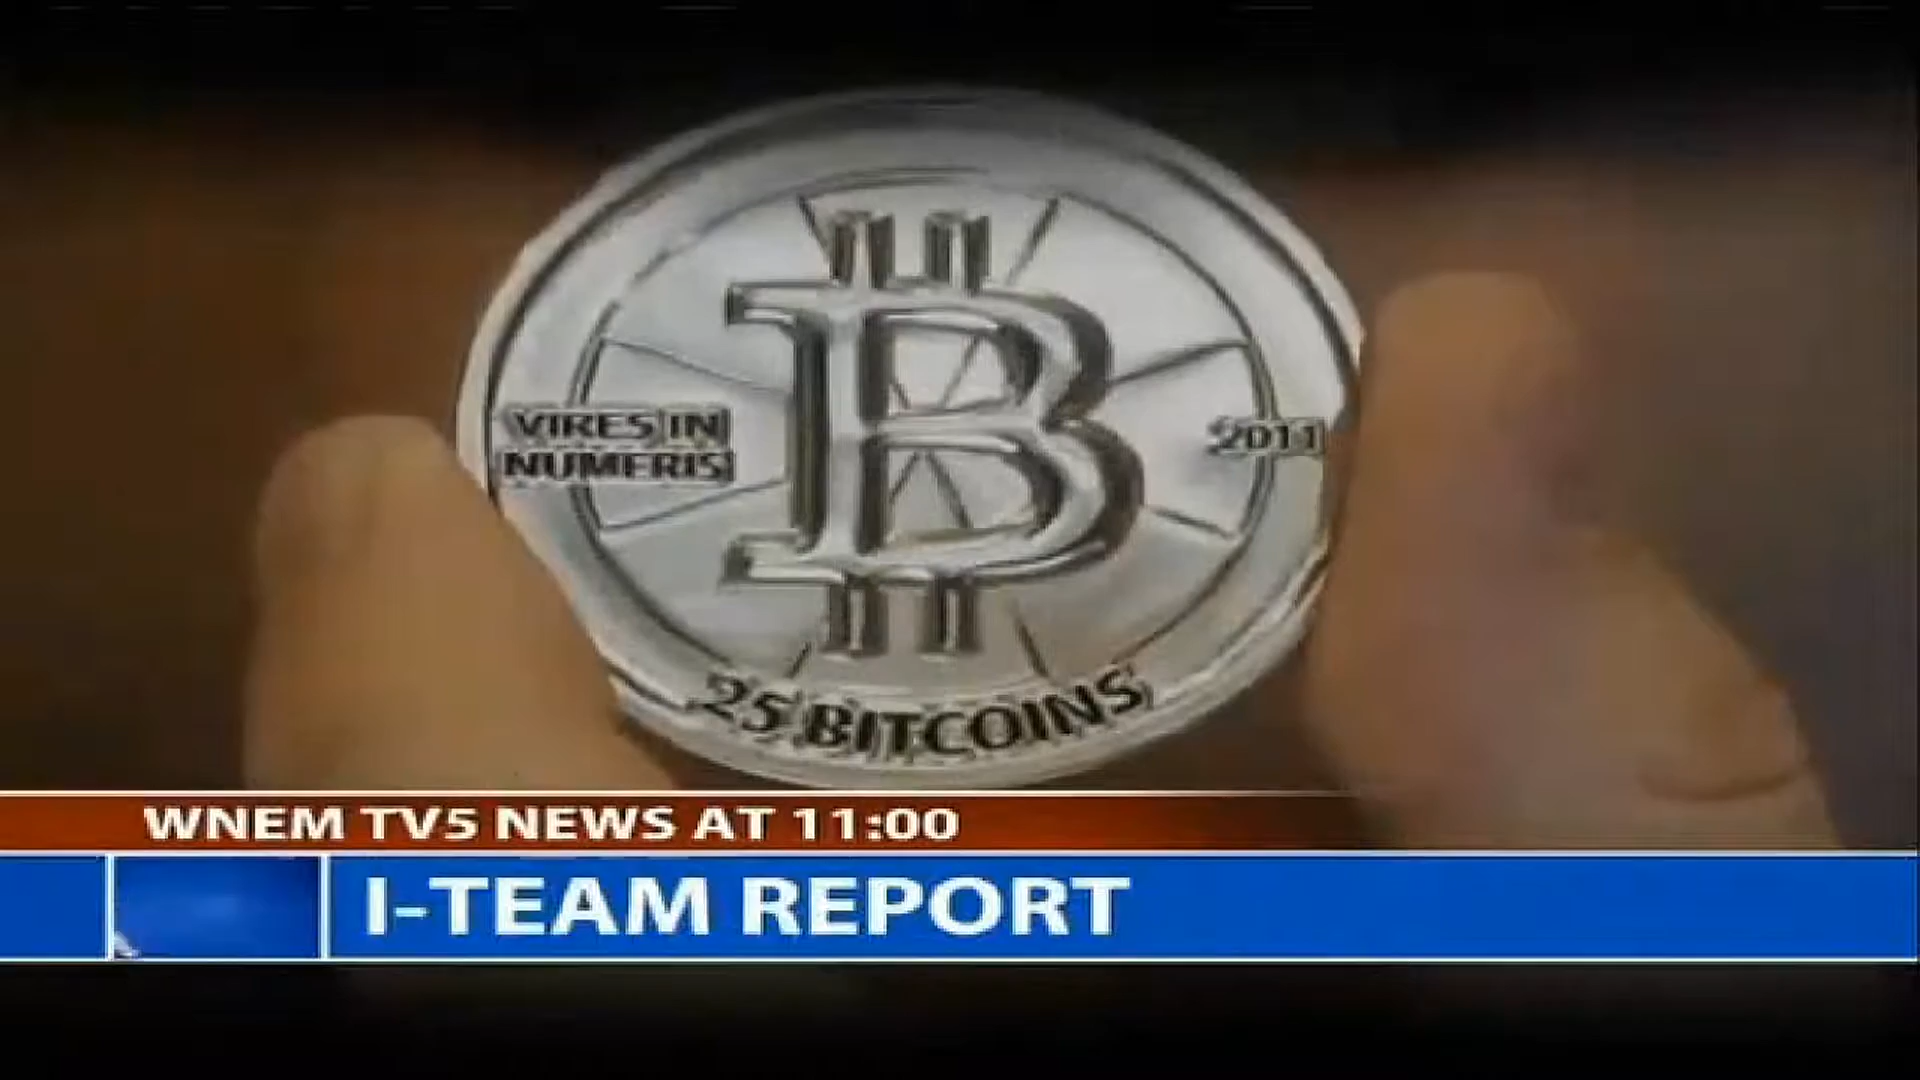 VIRES IN
NUMERIS
2011
25 BITCOINS
WNEM TV5 NEWS AT 11:00
I-TEAM REPORT